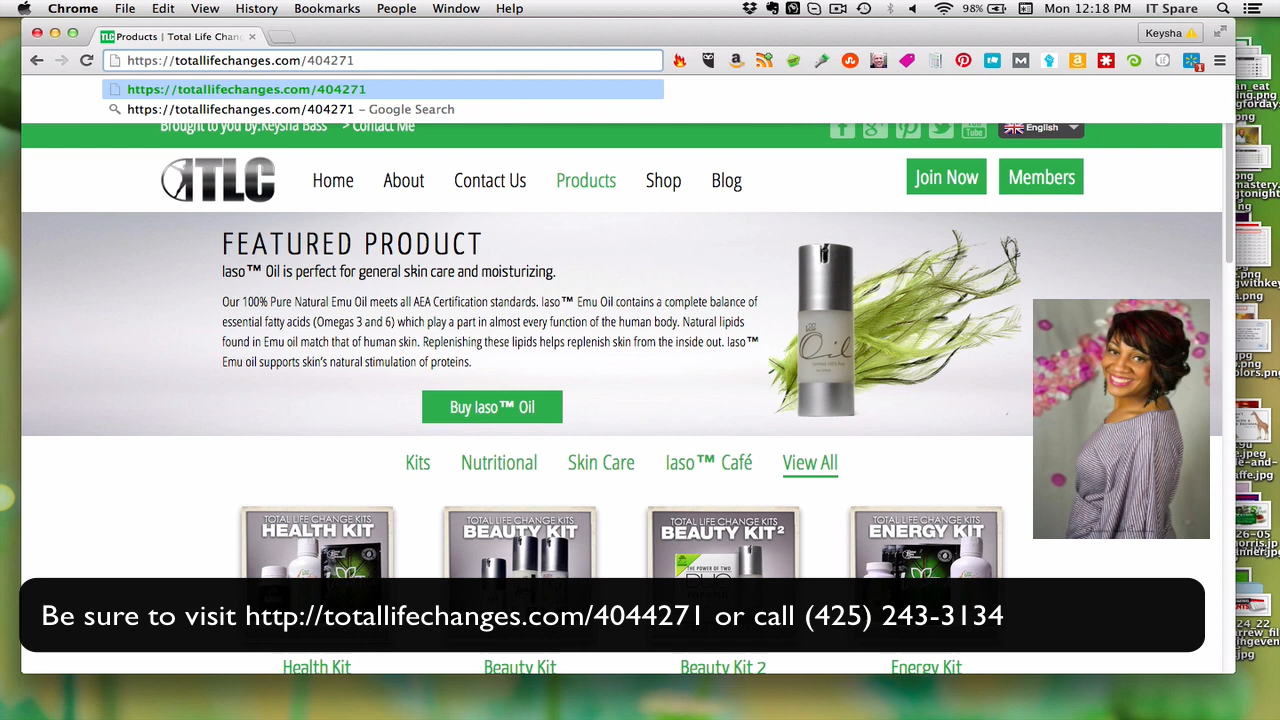 Chrome File Edit View History Bookmarks People Window Help 98% Mon 12:18 PM IT Spare
TLC Products | Total Life Chan
Keysha
https://totallifechanges.com/404271
https://totallifechanges.com/404271
https://totallifechanges.com/404271 – Google Search
Brought to you by:Keysha Bass > Contact Me
English
TLC
Home About Contact Us Products Shop Blog
Join Now Members
FEATURED PRODUCT
Iaso™ Oil is perfect for general skin care and moisturizing.
Our 100% Pure Natural Emu Oil meets all AEA Certification standards. Iaso™ Emu Oil contains a complete balance of
essential fatty acids (Omegas 3 and 6) which play a part in almost every function of the human body. Natural lipids
found in Emu oil match that of human skin. Replenishing these lipids help replenish skin from the inside out. Iaso™
Emu oil supports skin's natural stimulation of proteins.
Oil
Buy Iaso™ Oil
Kits Nutritional Skin Care Iaso™ Café View All
TOTAL LIFE CHANGE KITS
HEALTH KIT
TOTAL LIFE CHANGE KITS
BEAUTY KIT
TOTAL LIFE CHANGE KITS
BEAUTY KIT²
THE POWER OF TWO
TOTAL LIFE CHANGE KITS
ENERGY KIT
Be sure to visit http://totallifechanges.com/4044271 or call (425) 243-3134
Health Kit Beauty Kit Beauty Kit 2 Energy Kit